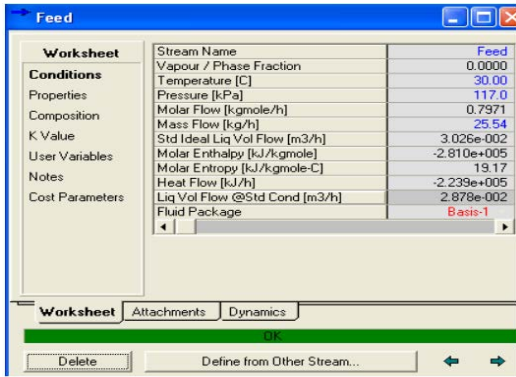 Feed
Worksheet
Conditions
Properties
Composition
K Value
User Variables
Notes
Cost Parameters
Stream Name Feed
Vapour / Phase Fraction 0.0000
Temperature [C] 30.00
Pressure [kPa] 117.0
Molar Flow [kgmole/h] 0.7971
Mass Flow [kg/h] 25.54
Std Ideal Liq Vol Flow [m3/h] 3.026e-002
Molar Enthalpy [kJ/kgmole] -2.810e+005
Molar Entropy [kJ/kgmole-C] 19.17
Heat Flow [kJ/h] -2.239e+005
Liq Vol Flow @Std Cond [m3/h] 2.878e-002
Fluid Package Basis-1
Worksheet Attachments Dynamics
OK
Delete Define from Other Stream...